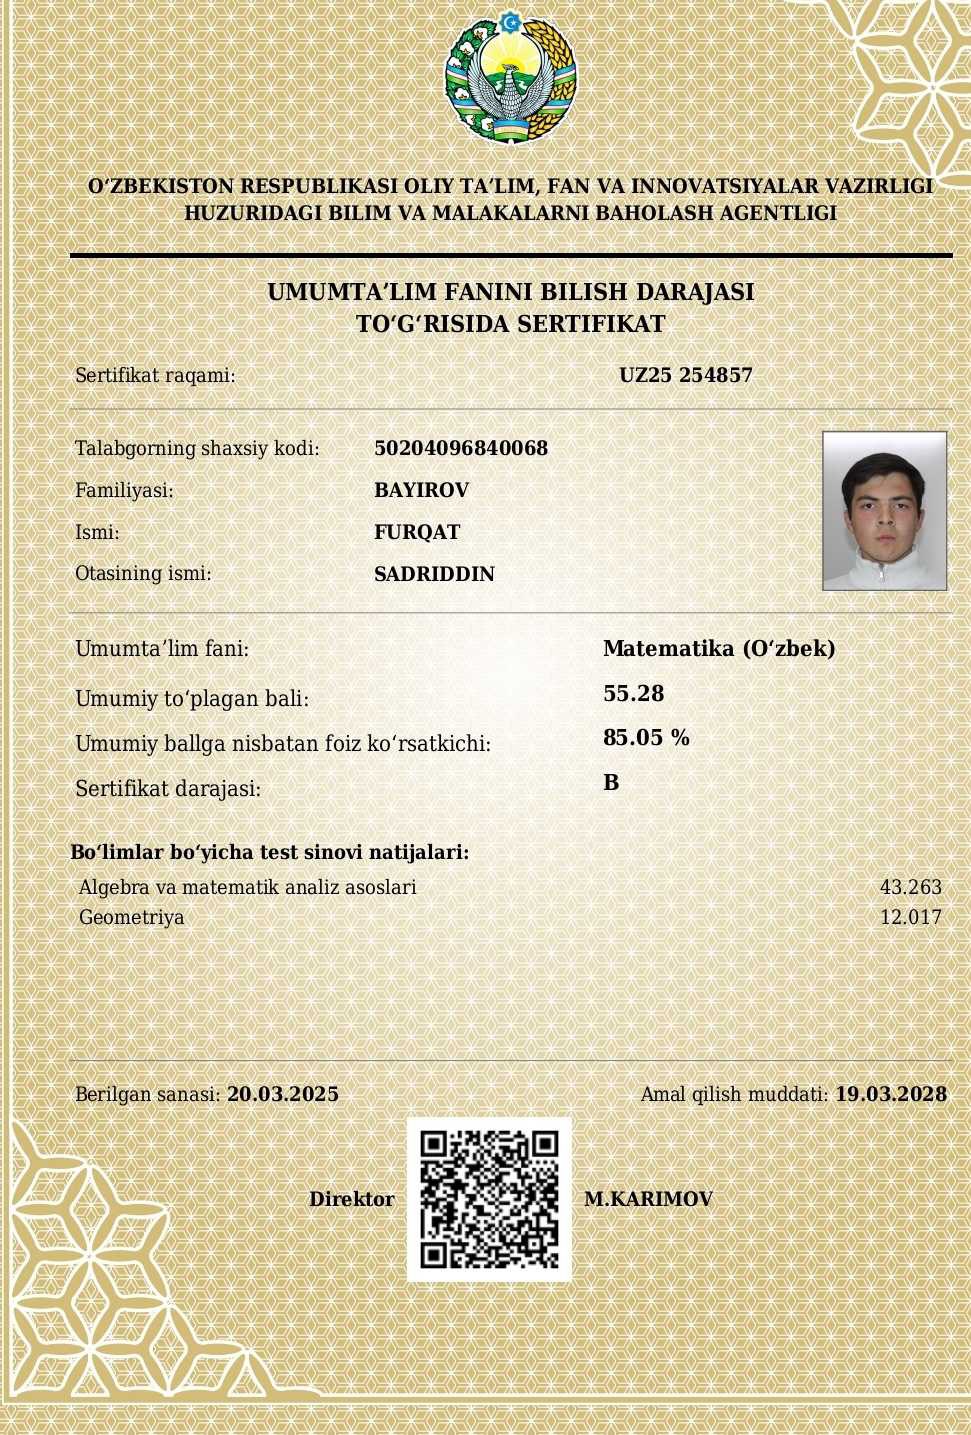 O‘ZBEKISTON RESPUBLIKASI OLIY TA’LIM, FAN VA INNOVATSIYALAR VAZIRLIGI
HUZURIDAGI BILIM VA MALAKALARNI BAHOLASH AGENTLIGI
UMUMTA’LIM FANINI BILISH DARAJASI
TO‘G‘RISIDA SERTIFIKAT
Sertifikat raqami: UZ25 254857
Talabgorning shaxsiy kodi: 50204096840068
Familiyasi: BAYIROV
Ismi: FURQAT
Otasining ismi: SADRIDDIN
Umumta’lim fani: Matematika (O‘zbek)
Umumiy to‘plagan bali: 55.28
Umumiy ballga nisbatan foiz ko‘rsatkichi: 85.05 %
Sertifikat darajasi: B
Bo‘limlar bo‘yicha test sinovi natijalari:
Algebra va matematik analiz asoslari 43.263
Geometriya 12.017
Berilgan sanasi: 20.03.2025 Amal qilish muddati: 19.03.2028
Direktor M.KARIMOV